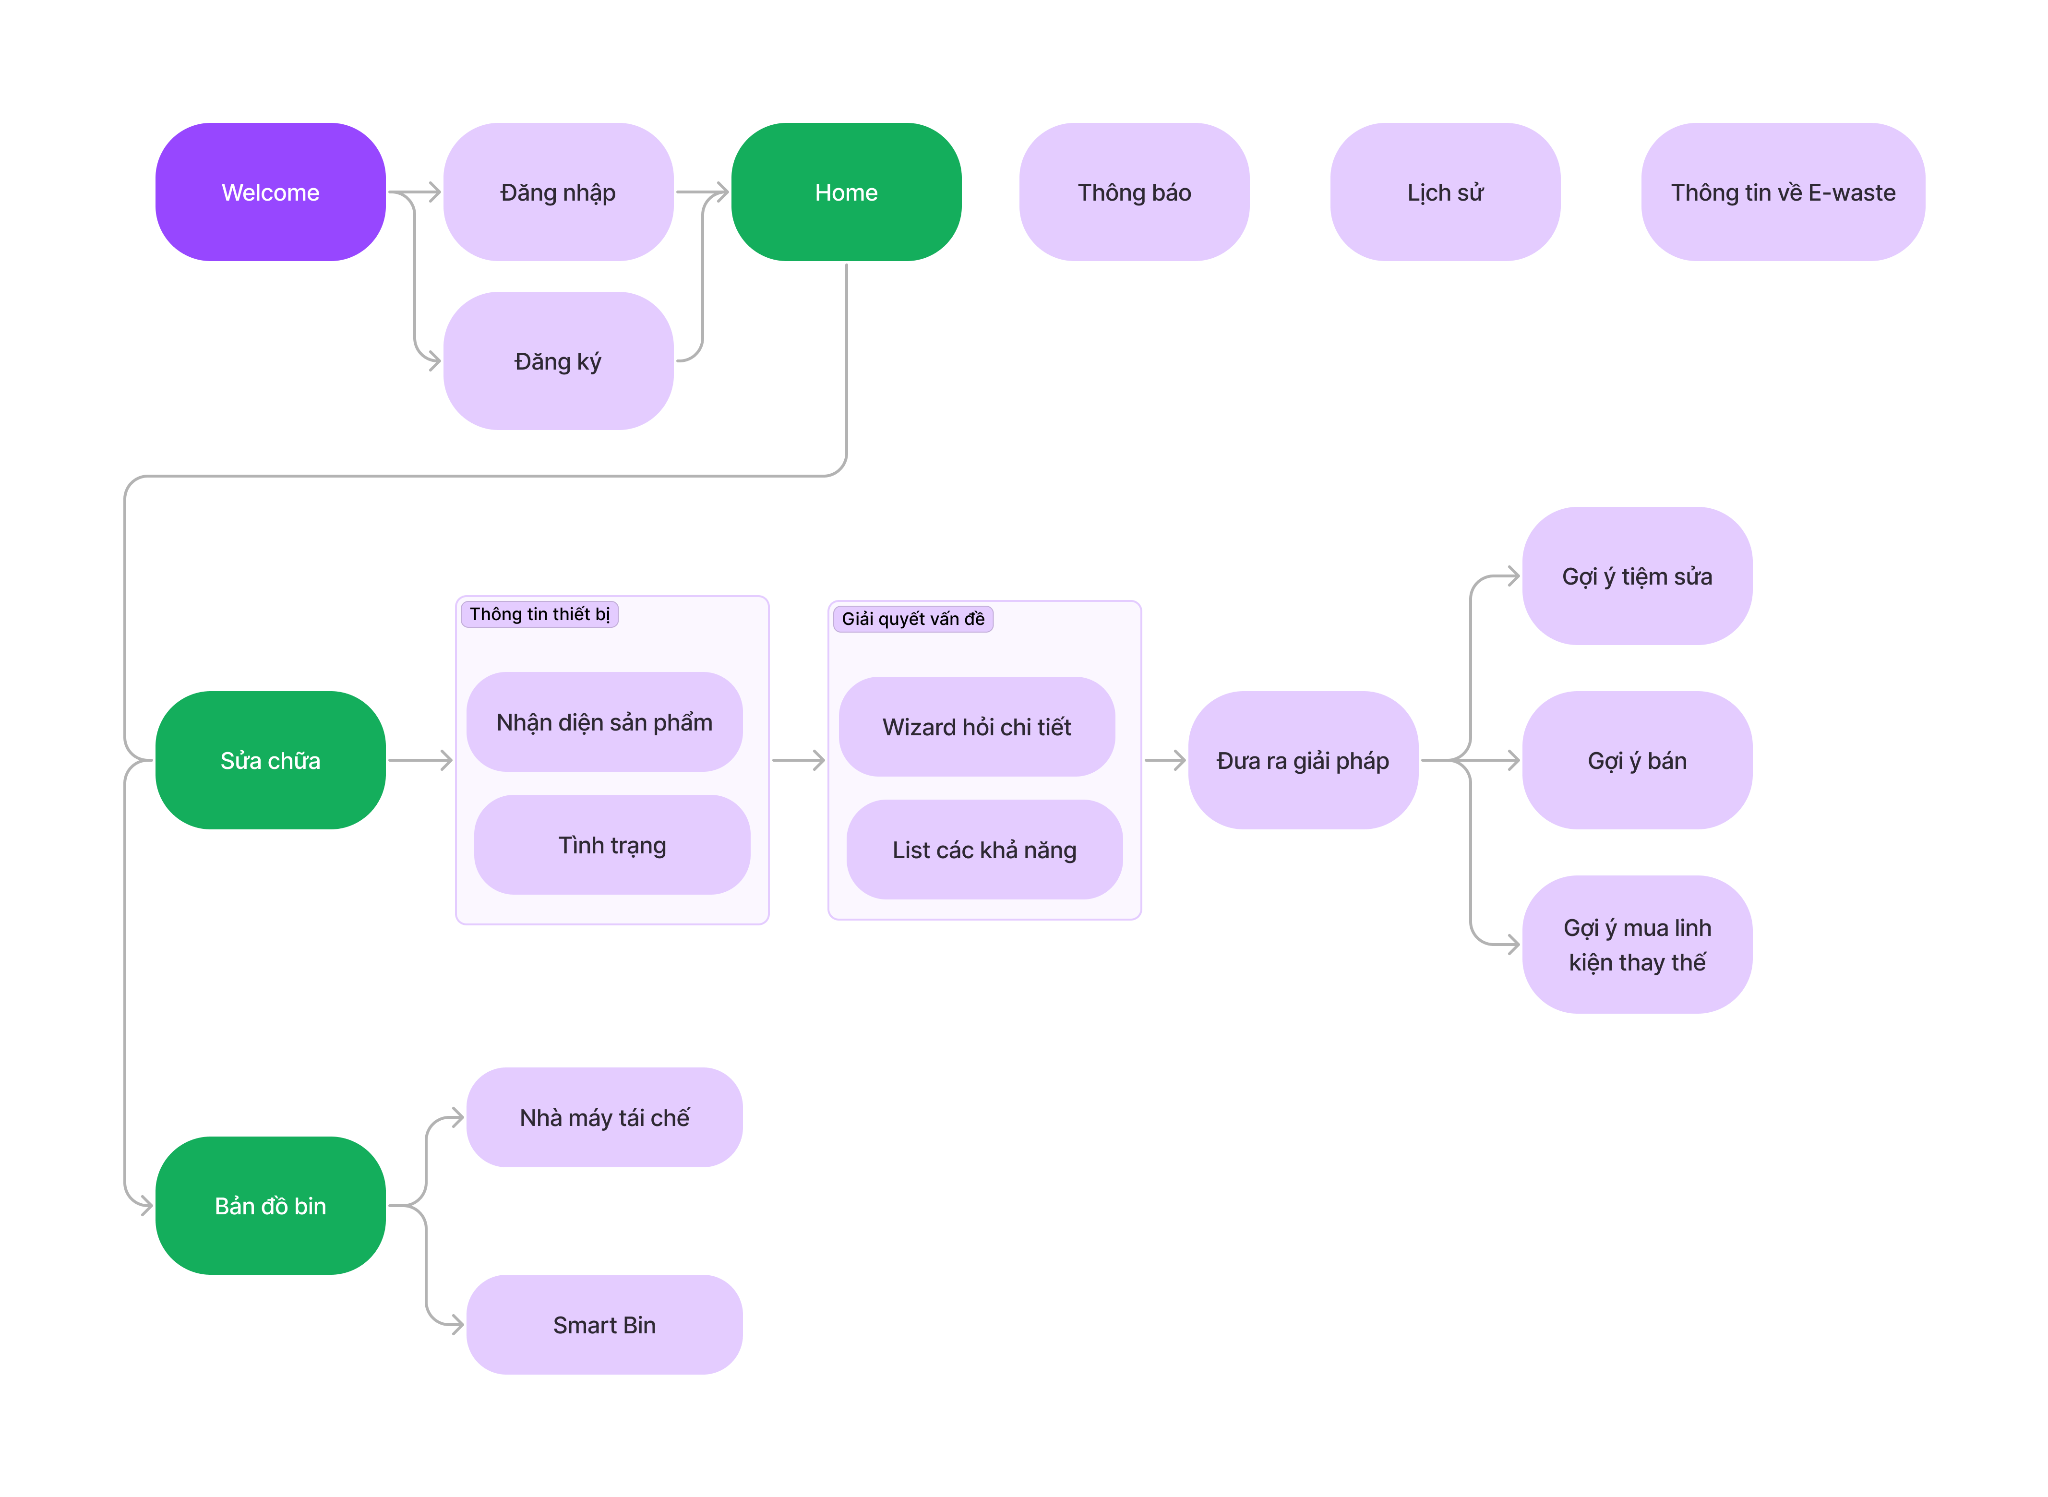 Welcome
Đăng nhập
Home
Thông báo
Lịch sử
Thông tin về E-waste
Đăng ký
Gợi ý tiệm sửa
Thông tin thiết bị
Giải quyết vấn đề
Nhận diện sản phẩm
Wizard hỏi chi tiết
Sửa chữa
Đưa ra giải pháp
Gợi ý bán
Tình trạng
List các khả năng
Gợi ý mua linh
kiện thay thế
Nhà máy tái chế
Bản đồ bin
Smart Bin